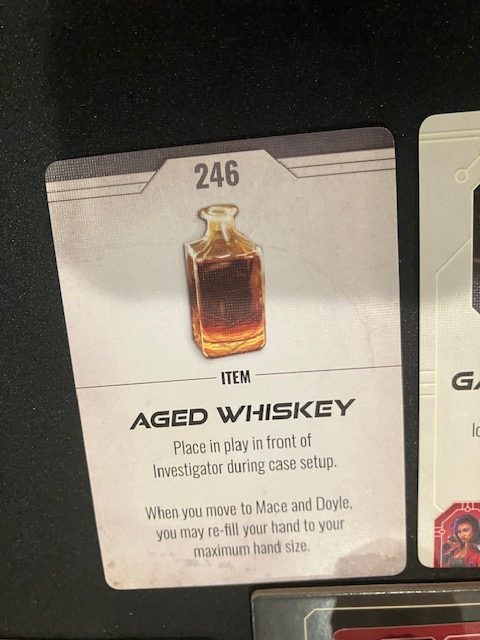 246
ITEM
AGED WHISKEY
Place in play in front of
Investigator during case setup.
When you move to Mace and Doyle,
you may re-fill your hand to your
maximum hand size.